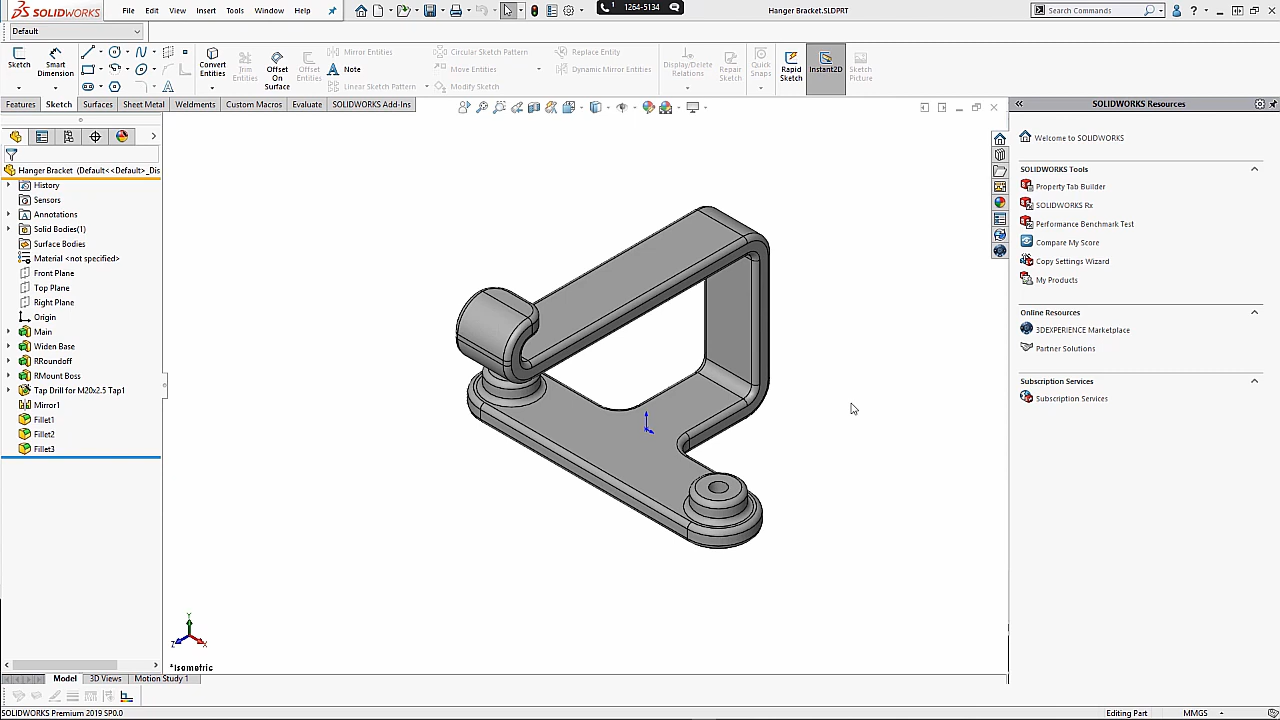 SOLIDWORKS File Edit View Insert Tools Window Help 1264-5134 Hanger Bracket.SLDPRT Search Commands
Default
Sketch Smart Dimension Convert Entities Trim Entities Offset Entities Offset On Surface Mirror Entities Circular Sketch Pattern Replace Entity Display/Delete Relations Repair Sketch Quick Snaps Rapid Sketch Instant2D Sketch Picture
Note Move Entities Dynamic Mirror Entities
Linear Sketch Pattern Modify Sketch
Features Sketch Surfaces Sheet Metal Weldments Custom Macros Evaluate SOLIDWORKS Add-Ins
SOLIDWORKS Resources
Hanger Bracket (Default<<Default>_Dis
History
Sensors
Annotations
Solid Bodies(1)
Surface Bodies
Material <not specified>
Front Plane
Top Plane
Right Plane
Origin
Main
Widen Base
RRoundoff
RMount Boss
Tap Drill for M20x2.5 Tap1
Mirror1
Fillet1
Fillet2
Fillet3
Welcome to SOLIDWORKS
SOLIDWORKS Tools
Property Tab Builder
SOLIDWORKS Rx
Performance Benchmark Test
Compare My Score
Copy Settings Wizard
My Products
Online Resources
3DEXPERIENCE Marketplace
Partner Solutions
Subscription Services
Subscription Services
Y
Z X
*Isometric
Model 3D Views Motion Study 1
SOLIDWORKS Premium 2019 SP0.0 Editing Part MMGS